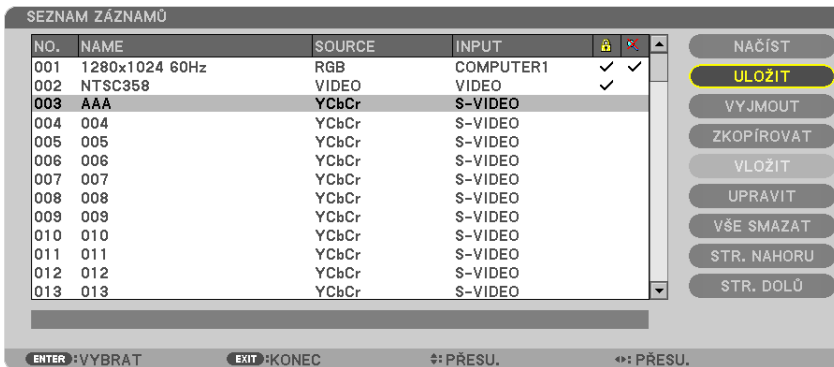 SEZNAM ZÁZNAMŮ
NO. NAME SOURCE INPUT
001 1280x1024 60Hz RGB COMPUTER1
002 NTSC358 VIDEO VIDEO
003 AAA YCbCr S-VIDEO
004 004 YCbCr S-VIDEO
005 005 YCbCr S-VIDEO
006 006 YCbCr S-VIDEO
007 007 YCbCr S-VIDEO
008 008 YCbCr S-VIDEO
009 009 YCbCr S-VIDEO
010 010 YCbCr S-VIDEO
011 011 YCbCr S-VIDEO
012 012 YCbCr S-VIDEO
013 013 YCbCr S-VIDEO
NAČÍST
ULOŽIT
VYJMOUT
ZKOPÍROVAT
VLOŽIT
UPRAVIT
VŠE SMAZAT
STR. NAHORU
STR. DOLŮ
ENTER :VYBRAT EXIT :KONEC :PŘESU. :PŘESU.